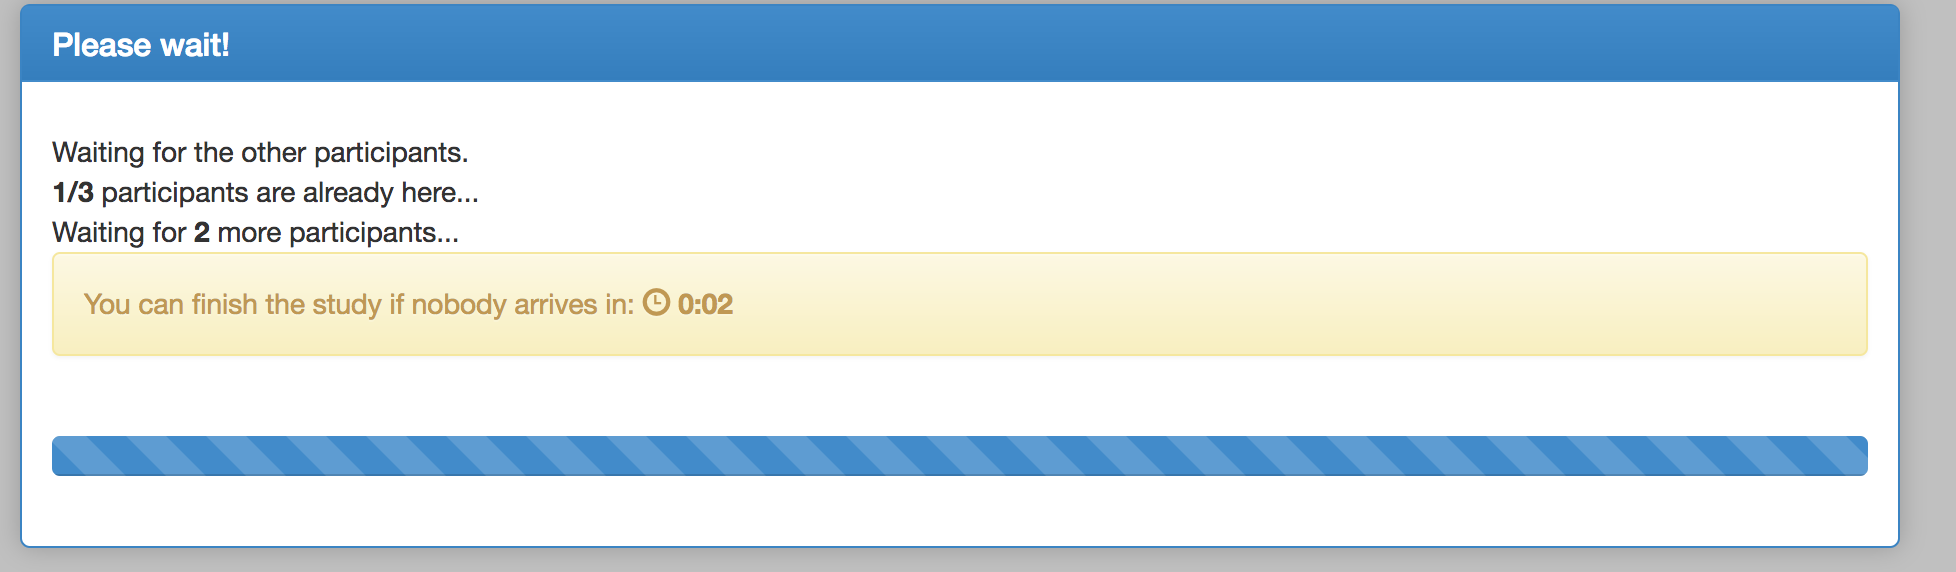 Please wait!
Waiting for the other participants.
1/3 participants are already here...
Waiting for 2 more participants...
You can finish the study if nobody arrives in: 0:02